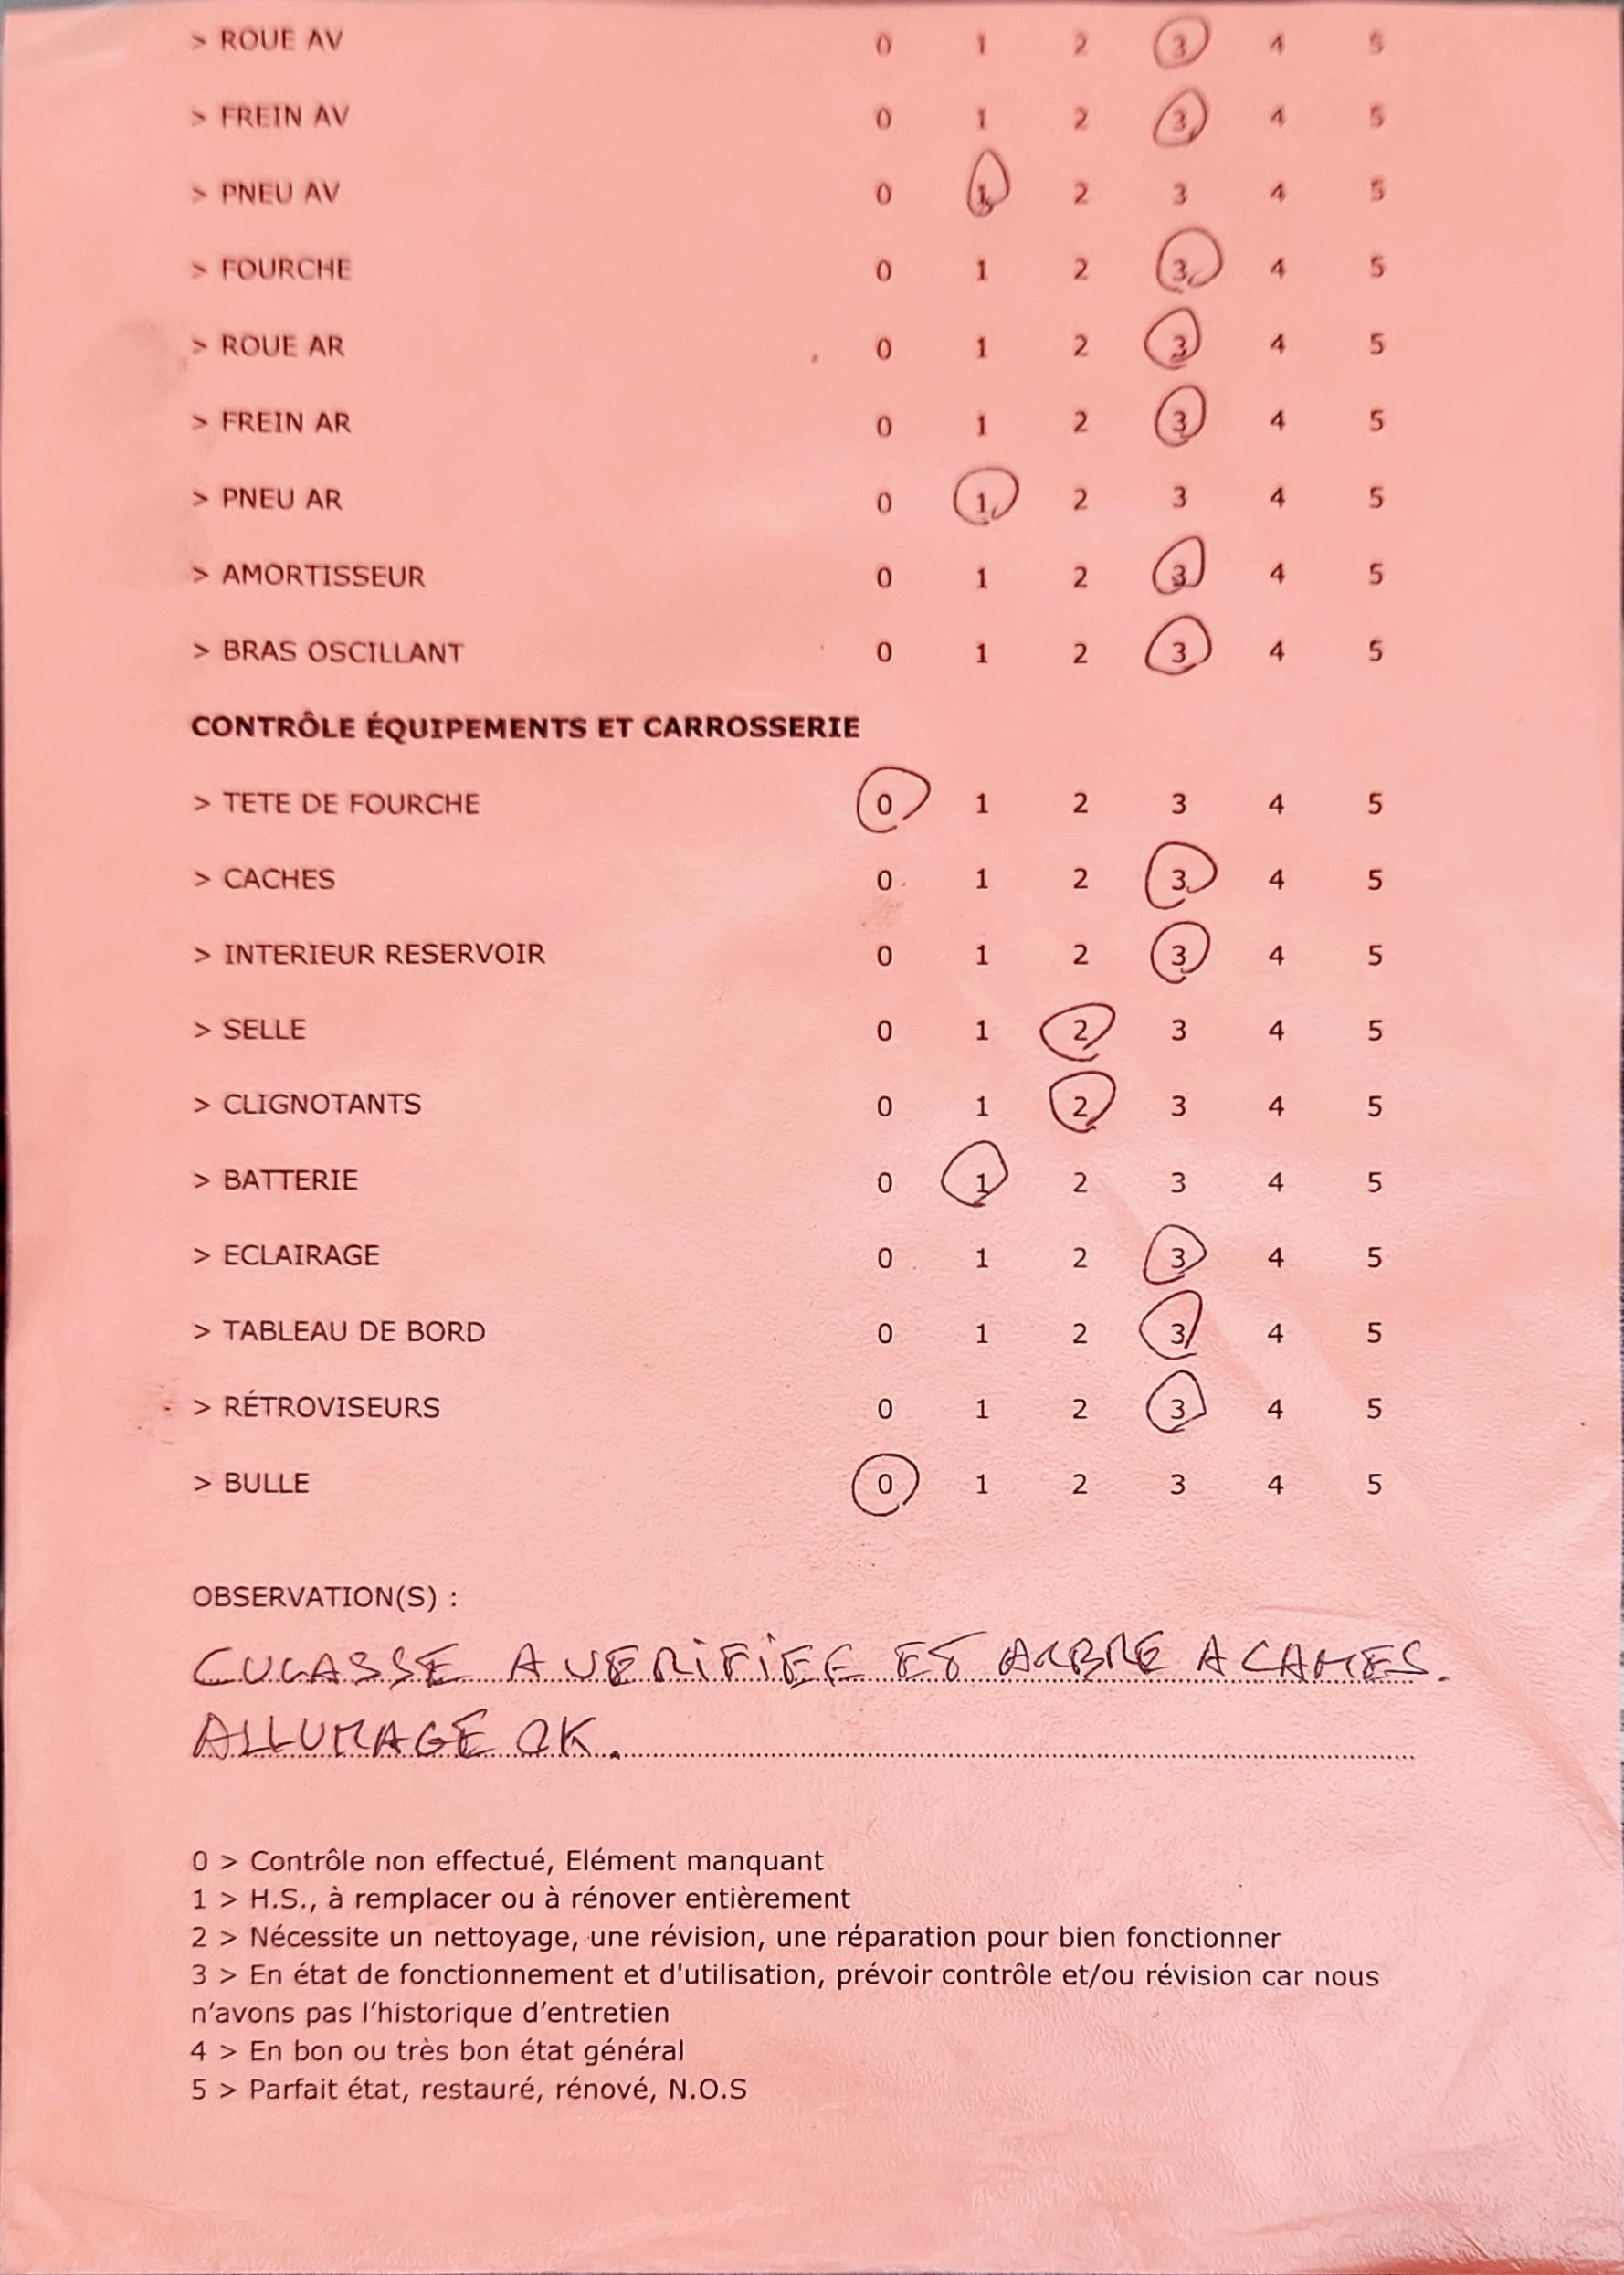 > ROUE AV 0 1 2 3 4 5
> FREIN AV 0 1 2 3 4 5
> PNEU AV 0 1 2 3 4 5
> FOURCHE 0 1 2 3 4 5
> ROUE AR 0 1 2 3 4 5
> FREIN AR 0 1 2 3 4 5
> PNEU AR 0 1 2 3 4 5
> AMORTISSEUR 0 1 2 3 4 5
> BRAS OSCILLANT 0 1 2 3 4 5
CONTRÔLE ÉQUIPEMENTS ET CARROSSERIE
> TETE DE FOURCHE 0 1 2 3 4 5
> CACHES 0 1 2 3 4 5
> INTERIEUR RESERVOIR 0 1 2 3 4 5
> SELLE 0 1 2 3 4 5
> CLIGNOTANTS 0 1 2 3 4 5
> BATTERIE 0 1 2 3 4 5
> ECLAIRAGE 0 1 2 3 4 5
> TABLEAU DE BORD 0 1 2 3 4 5
> RÉTROVISEURS 0 1 2 3 4 5
> BULLE 0 1 2 3 4 5
OBSERVATION(S) :
CULASSE A VERIFIEE ET ARBRE A CAMES.
ALLUMAGE OK.
0 > Contrôle non effectué, Elément manquant
1 > H.S., à remplacer ou à rénover entièrement
2 > Nécessite un nettoyage, une révision, une réparation pour bien fonctionner
3 > En état de fonctionnement et d'utilisation, prévoir contrôle et/ou révision car nous
n'avons pas l'historique d'entretien
4 > En bon ou très bon état général
5 > Parfait état, restauré, rénové, N.O.S